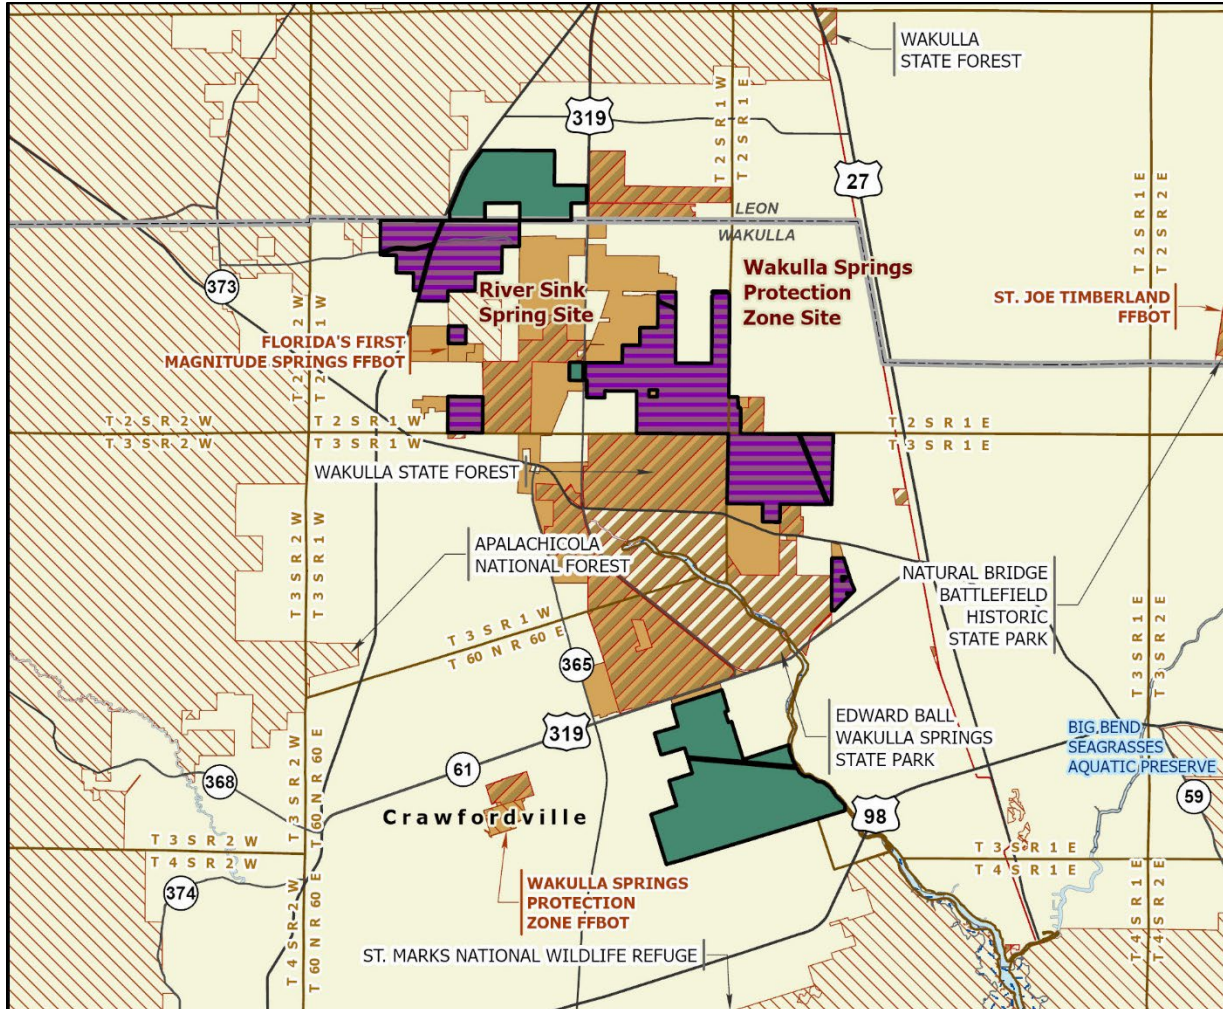 WAKULLA
STATE FOREST
319
27
T 2 S R 1 W
T 2 S R 1 E
LEON
WAKULLA
T 2 S R 1 E
T 2 S R 2 E
373
River Sink
Spring Site
Wakulla Springs
Protection
Zone Site
ST. JOE TIMBERLAND
FFBOT
FLORIDA'S FIRST
MAGNITUDE SPRINGS FFBOT
T 2 S R 2 W
T 2 S R 1 W
T 2 S R 2 W
T 3 S R 2 W
T 2 S R 1 W
T 3 S R 1 W
T 2 S R 1 E
T 3 S R 1 E
WAKULLA STATE FOREST
T 3 S R 2 W
T 3 S R 1 W
APALACHICOLA
NATIONAL FOREST
NATURAL BRIDGE
BATTLEFIELD
HISTORIC
STATE PARK
T 3 S R 1 W
T 60 N R 60 E
365
T 3 S R 1 E
T 3 S R 2 E
319
EDWARD BALL
WAKULLA SPRINGS
STATE PARK
BIG BEND
SEAGRASSES
AQUATIC PRESERVE
368
61
59
T 3 S R 2 W
T 60 N R 60 E
Crawfordville
98
T 3 S R 2 W
T 4 S R 2 W
T 3 S R 1 E
T 4 S R 1 E
374
WAKULLA SPRINGS
PROTECTION
ZONE FFBOT
T 4 S R 2 W
T 60 N R 60 E
T 4 S R 1 E
T 4 S R 2 E
ST. MARKS NATIONAL WILDLIFE REFUGE